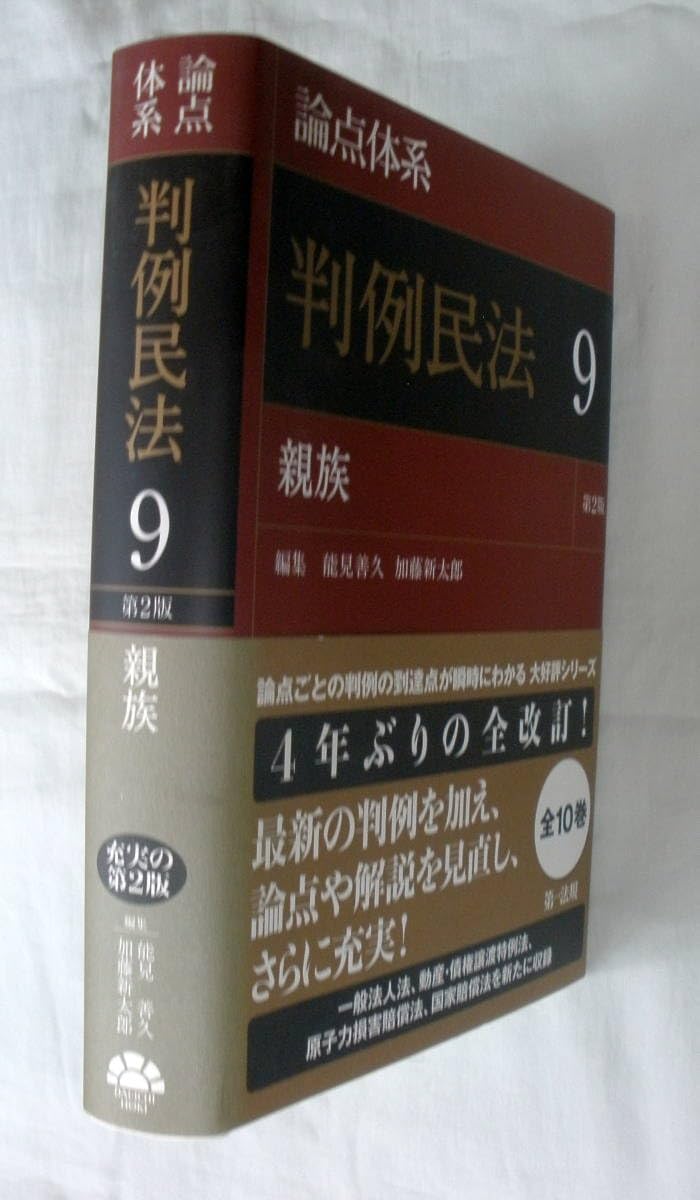 論点
体系
判例民法
9
第2版
親族
充実の
第2版
編集
能見 善久
加藤新太郎
DAIICHI
HOKI
論点体系
判例民法 9
親族
第2版
編集 能見善久 加藤新太郎
論点ごとの判例の到達点が瞬時にわかる 大好評シリーズ
4年ぶりの全改訂!
最新の判例を加え、
論点や解説を見直し、
さらに充実!
全10巻
第一法規
一般法人法、動産・債権譲渡特例法、
原子力損害賠償法、国家賠償法を新たに収録